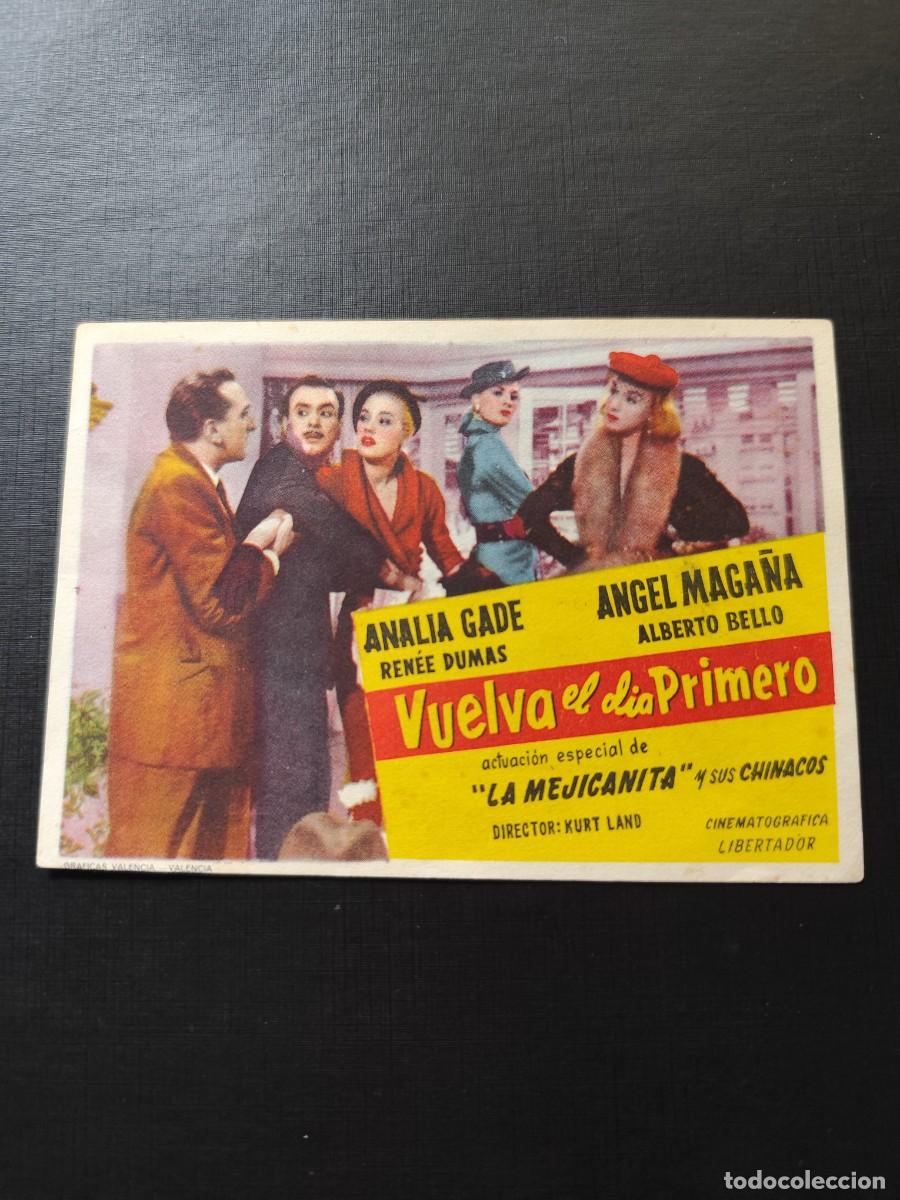 ANALIA GADE
RENÉE DUMAS
ANGEL MAGAÑA
ALBERTO BELLO
Vuelva el dia Primero
actuación especial de
"LA MEJICANITA" y sus CHINACOS
DIRECTOR: KURT LAND
CINEMATOGRAFICA
LIBERTADOR
GRAFICAS VALENCIA - VALENCIA
todocoleccion